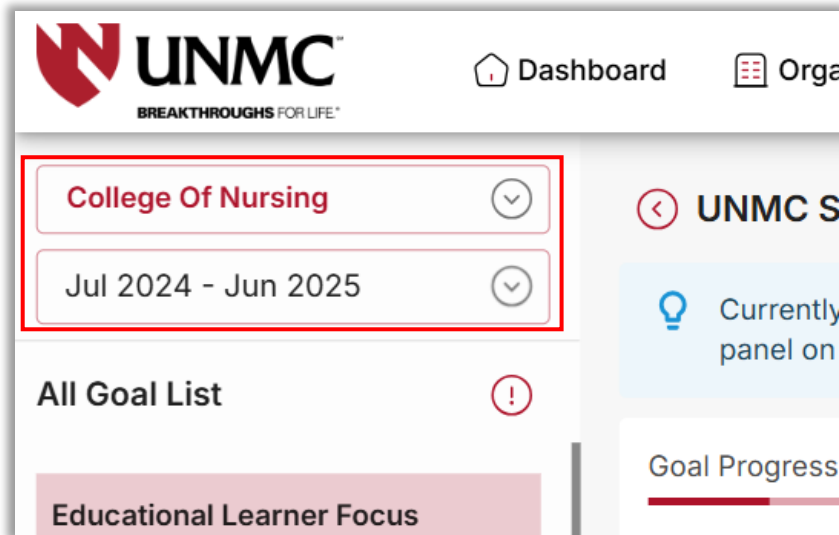 UNMC
BREAKTHROUGHS FOR LIFE.®
Dashboard
Orga
College Of Nursing
Jul 2024 - Jun 2025
UNMC S
Currently
panel on
All Goal List
Goal Progress
Educational Learner Focus